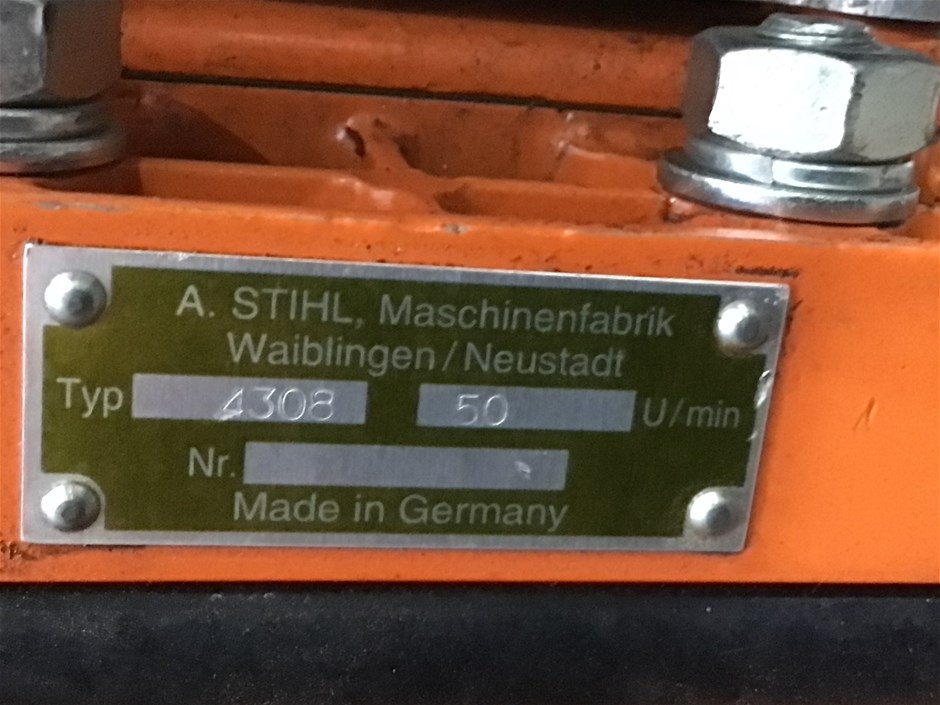 A. STIHL, Maschinenfabrik
Waiblingen/Neustadt
Typ 4308 50 U/min
Nr.
Made in Germany